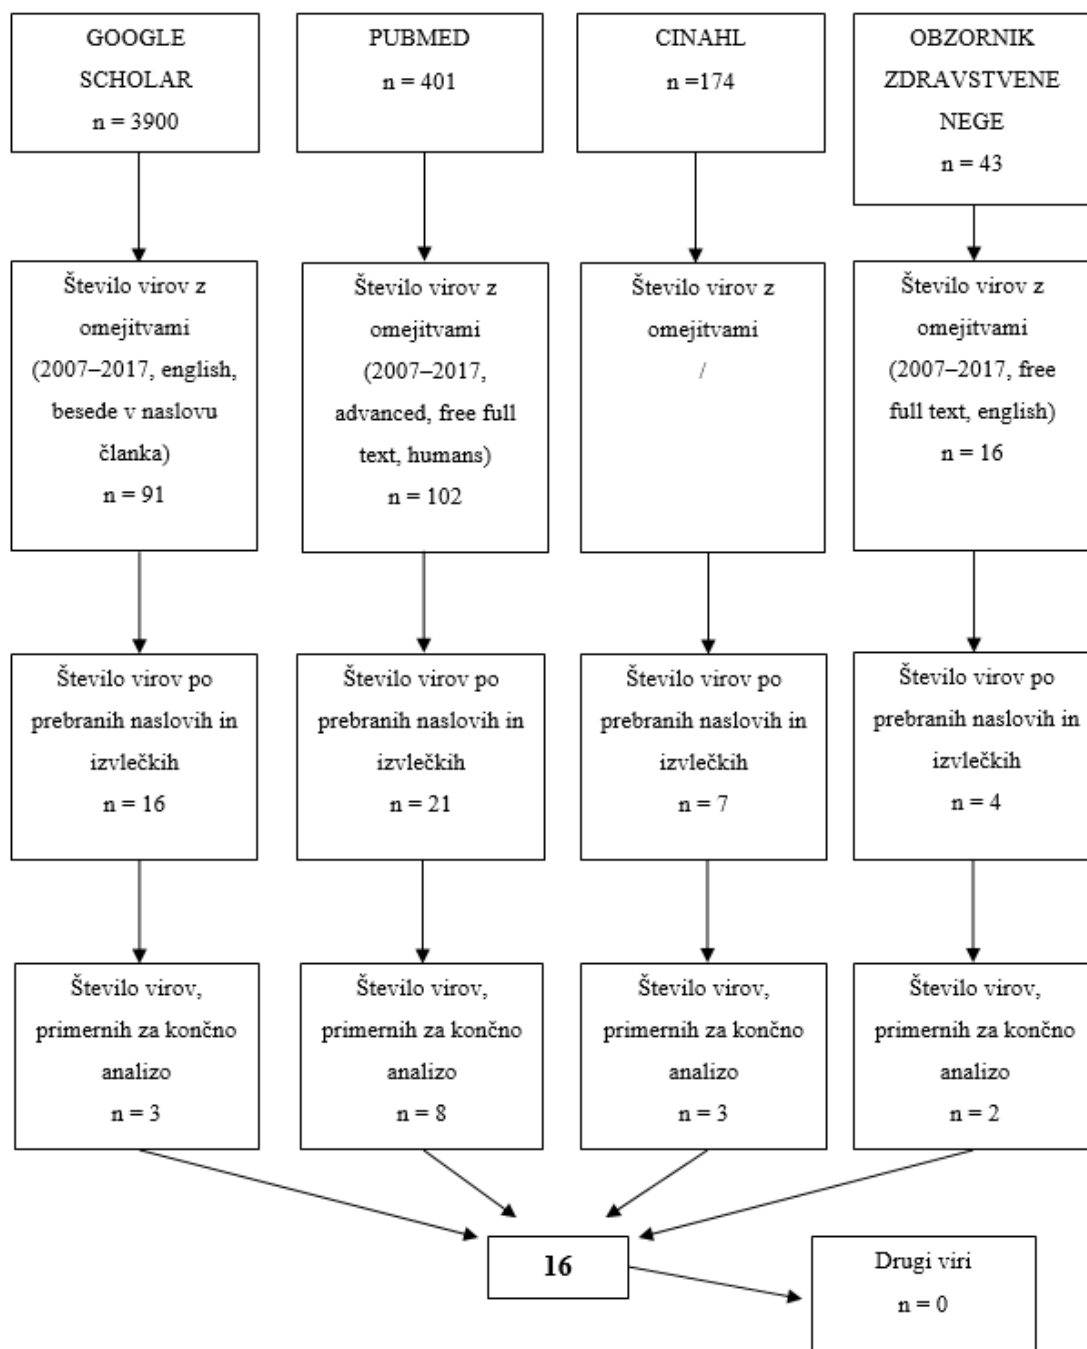 GOOGLE
SCHOLAR
n = 3900
PUBMED
n = 401
CINAHL
n =174
OBZORNIK
ZDRAVSTVENE
NEGE
n = 43
Število virov z
omejitvami
(2007–2017, english,
besede v naslovu
članka)
n = 91
Število virov z
omejitvami
(2007–2017,
advanced, free full
text, humans)
n = 102
Število virov z
omejitvami
/
Število virov z
omejitvami
(2007–2017, free
full text, english)
n = 16
Število virov po
prebranih naslovih in
izvlečkih
n = 16
Število virov po
prebranih naslovih in
izvlečkih
n = 21
Število virov po
prebranih naslovih in
izvlečkih
n = 7
Število virov po
prebranih naslovih in
izvlečkih
n = 4
Število virov,
primernih za končno
analizo
n = 3
Število virov,
primernih za končno
analizo
n = 8
Število virov,
primernih za končno
analizo
n = 3
Število virov,
primernih za končno
analizo
n = 2
16
Drugi viri
n = 0